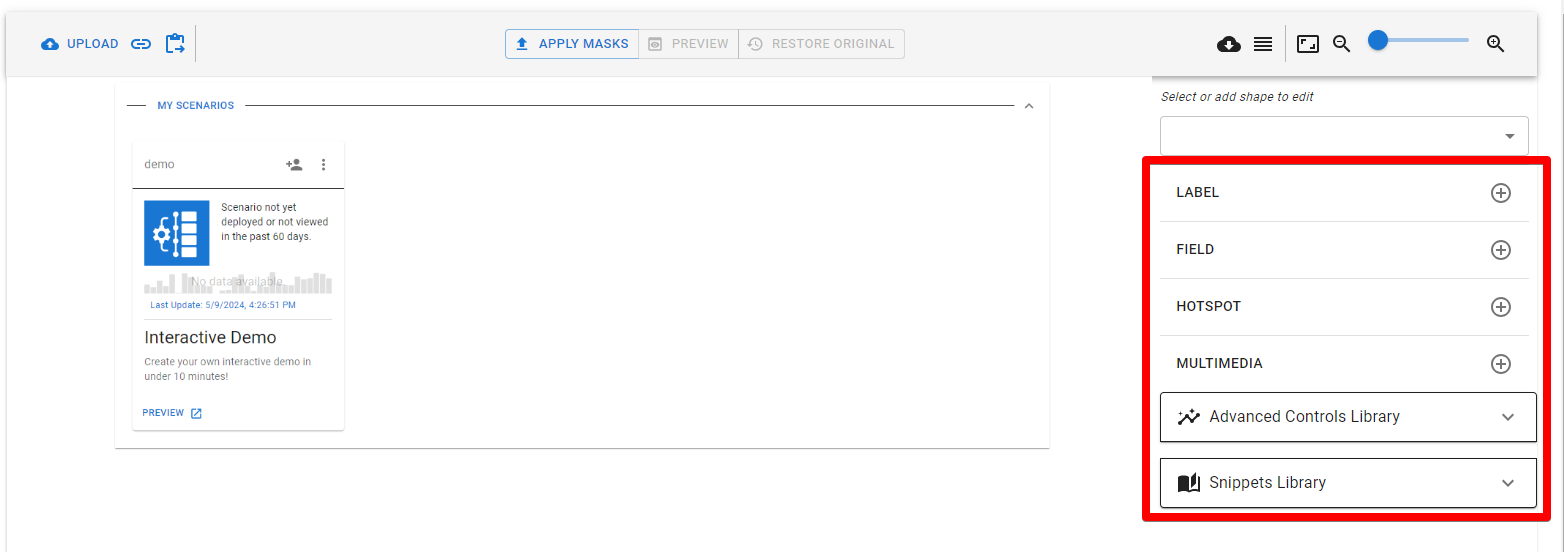 UPLOAD
APPLY MASKS
PREVIEW
RESTORE ORIGINAL
MY SCENARIOS
demo
Scenario not yet
deployed or not viewed
in the past 60 days.
No data available
Last Update: 5/9/2024, 4:26:51 PM
Interactive Demo
Create your own interactive demo in
under 10 minutes!
PREVIEW
Select or add shape to edit
LABEL
FIELD
HOTSPOT
MULTIMEDIA
Advanced Controls Library
Snippets Library